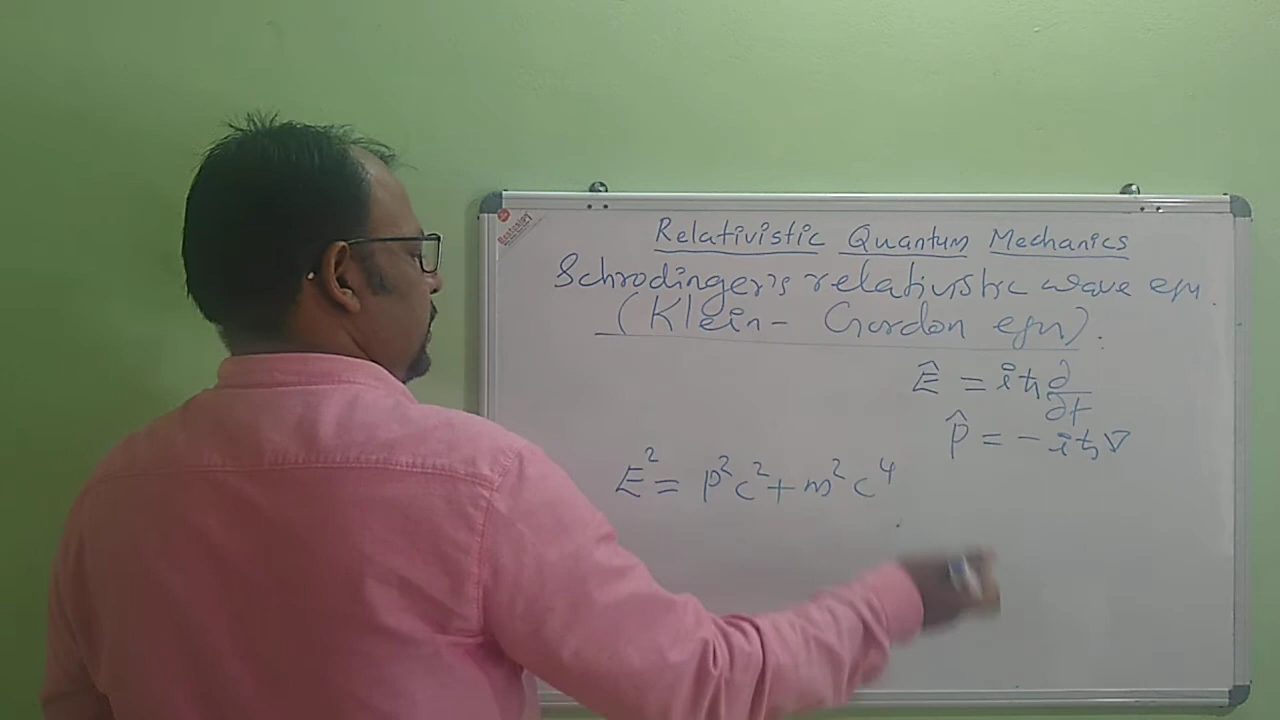 Relativistic Quantum Mechanics
Schrodinger's relativistic wave eqn.
(Klein- Gordon eqn).
Ê = iħ∂/∂t
p̂ = -iħ∇
E² = p²c² + m²c⁴